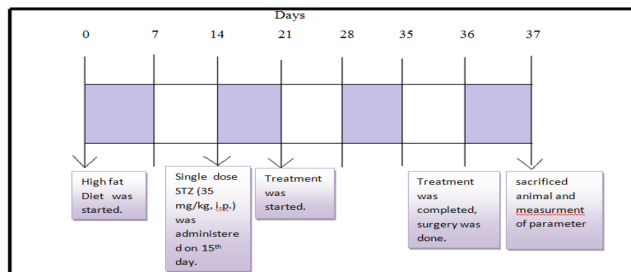 Days
0 7 14 21 28 35 36 37
High fat
Diet was
started.
Single dose
STZ (35
mg/kg, i.p.)
was
administere
d on 15th
day.
Treatment
was
started.
Treatment
was
completed,
surgery was
done.
sacrificed
animal and
measurment
of parameter